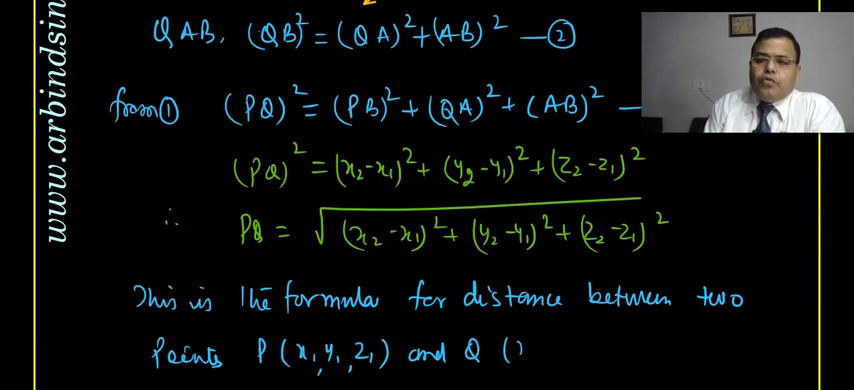 QAB, (QB)² = (QA)² + (AB)² — ②
from ① (PQ)² = (PB)² + (QA)² + (AB)² —
(PQ)² = (x₂-x₁)² + (y₂-y₁)² + (z₂-z₁)²
∴ PQ = √(x₂-x₁)² + (y₂-y₁)² + (z₂-z₁)²
This is the formula for distance between two
Points P(x₁, y₁, z₁) and Q (
www.arbindsin